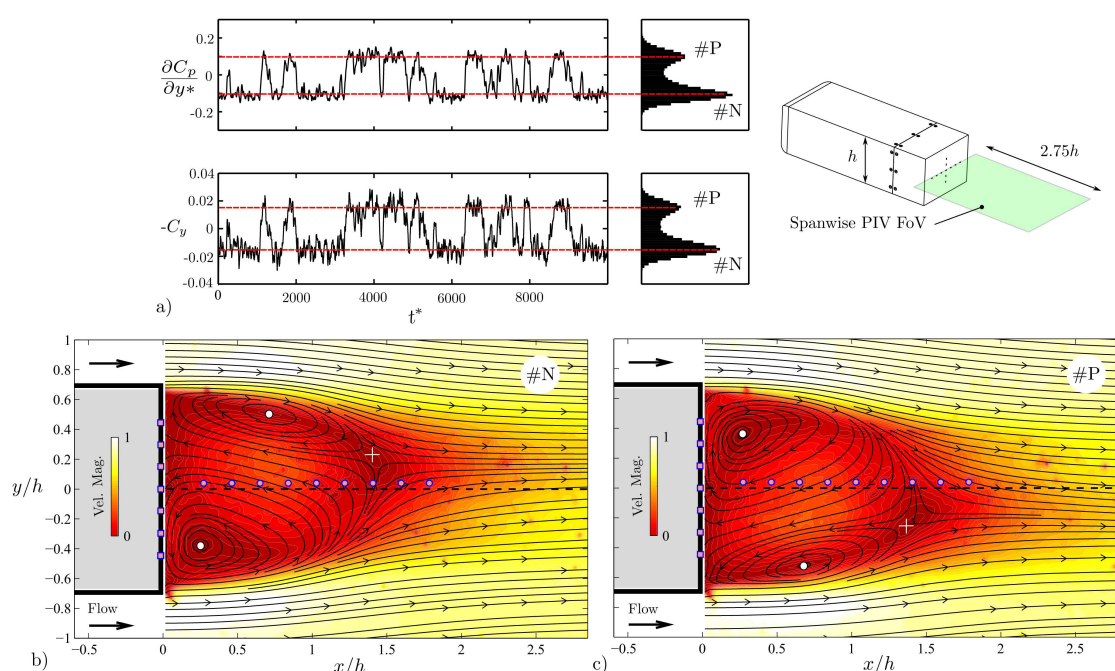 0.2
0
-0.2
∂C_p
∂y*
#P
#N
0.04
0.02
0
-0.02
-0.04
-C_y
#P
#N
0 2000 4000 6000 8000
t*
a)
h
2.75h
Spanwise PIV FoV
1
0.8
0.6
0.4
0.2
0
-0.2
-0.4
-0.6
-0.8
-1
y/h
#N
1
Vel. Mag.
0
Flow
-0.5 0 0.5 1 1.5 2 2.5
x/h
b)
#P
1
Vel. Mag.
0
Flow
-0.5 0 0.5 1 1.5 2 2.5
x/h
c)